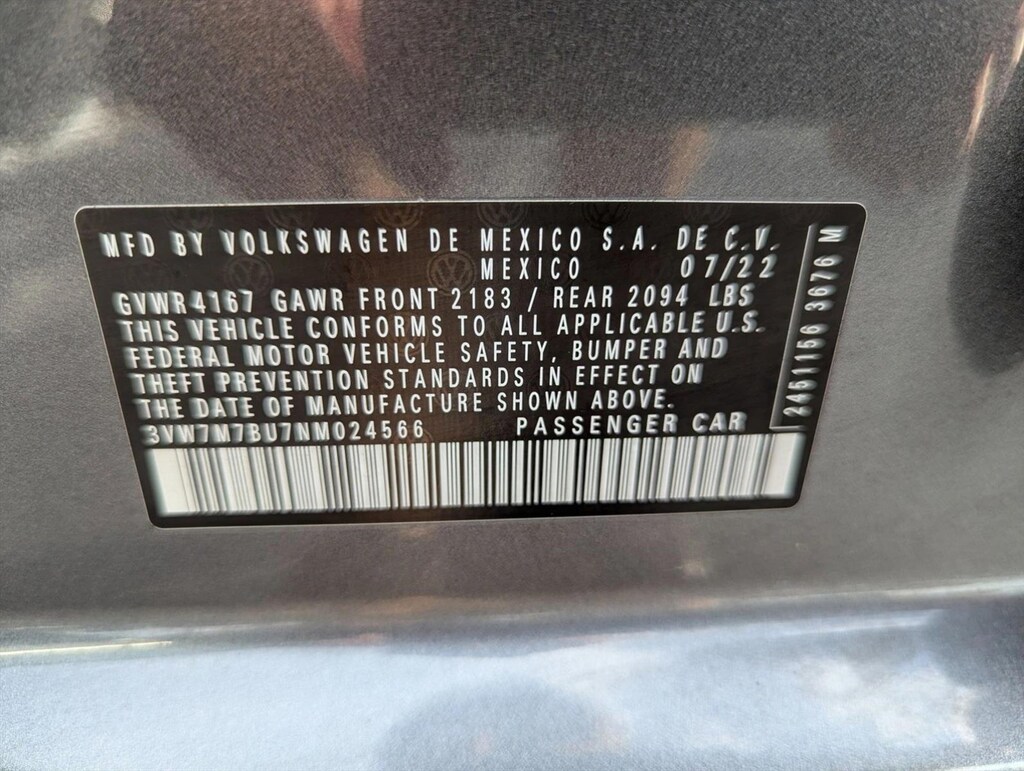 MFD BY VOLKSWAGEN DE MEXICO S.A. DE C.V.
MEXICO 07/22
GVWR 4167 GAWR FRONT 2183 / REAR 2094 LBS
THIS VEHICLE CONFORMS TO ALL APPLICABLE U.S.
FEDERAL MOTOR VEHICLE SAFETY, BUMPER AND
THEFT PREVENTION STANDARDS IN EFFECT ON
THE DATE OF MANUFACTURE SHOWN ABOVE.
3VW7M7BU7NM024566 PASSENGER CAR
2451156 3676 M